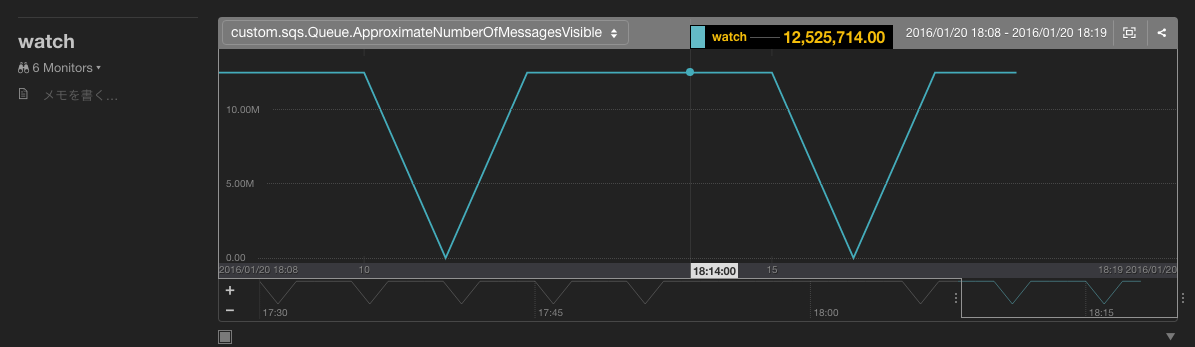 watch
6 Monitors
メモを書く...
custom.sqs.Queue.ApproximateNumberOfMessagesVisible
watch 12,525,714.00
2016/01/20 18:08 - 2016/01/20 18:19
10.00M
5.00M
0.00
2016/01/20 18:08 10 18:14:00 15 18:19 2016/01/20
+
−
17:30 17:45 18:00 18:15